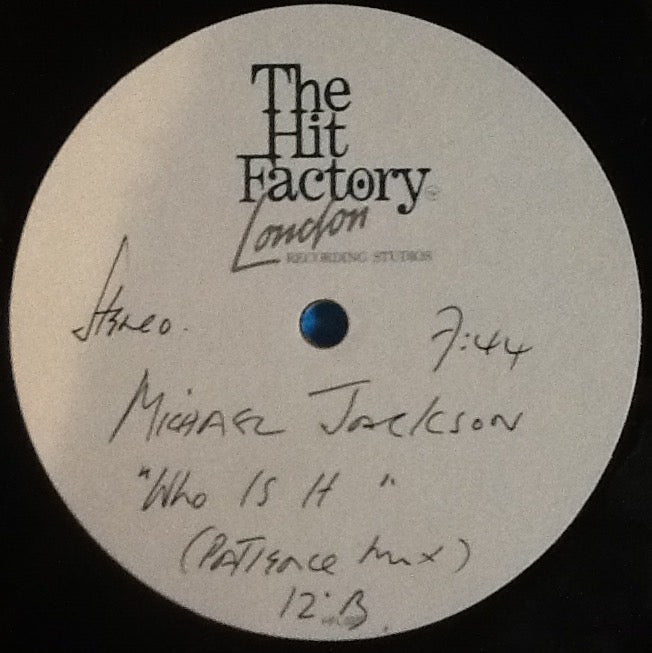 The
Hit
Factory
London
RECORDING STUDIOS
Stereo. 7:44
MICHAEL JACKSON
"Who IS It"
(PATIENCE MIX)
12" B